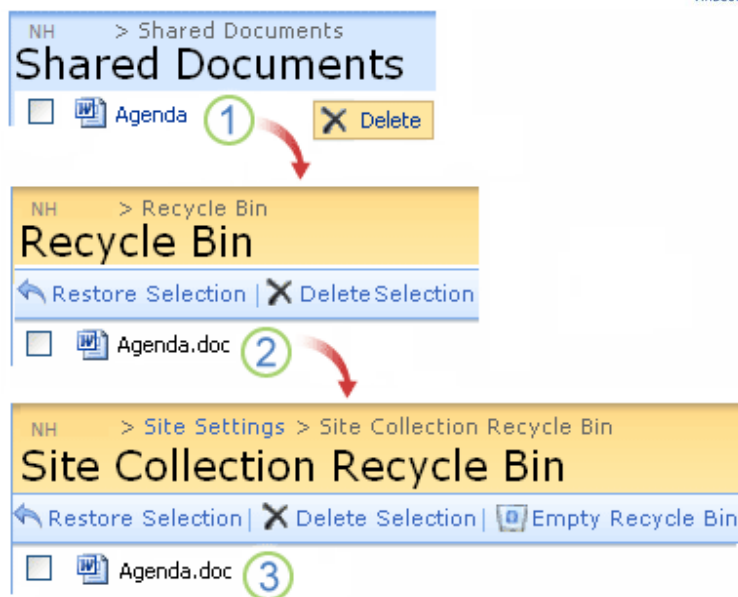 NH > Shared Documents
Shared Documents
Agenda 1 Delete
NH > Recycle Bin
Recycle Bin
Restore Selection | Delete Selection
Agenda.doc 2
NH > Site Settings > Site Collection Recycle Bin
Site Collection Recycle Bin
Restore Selection | Delete Selection | Empty Recycle Bin
Agenda.doc 3